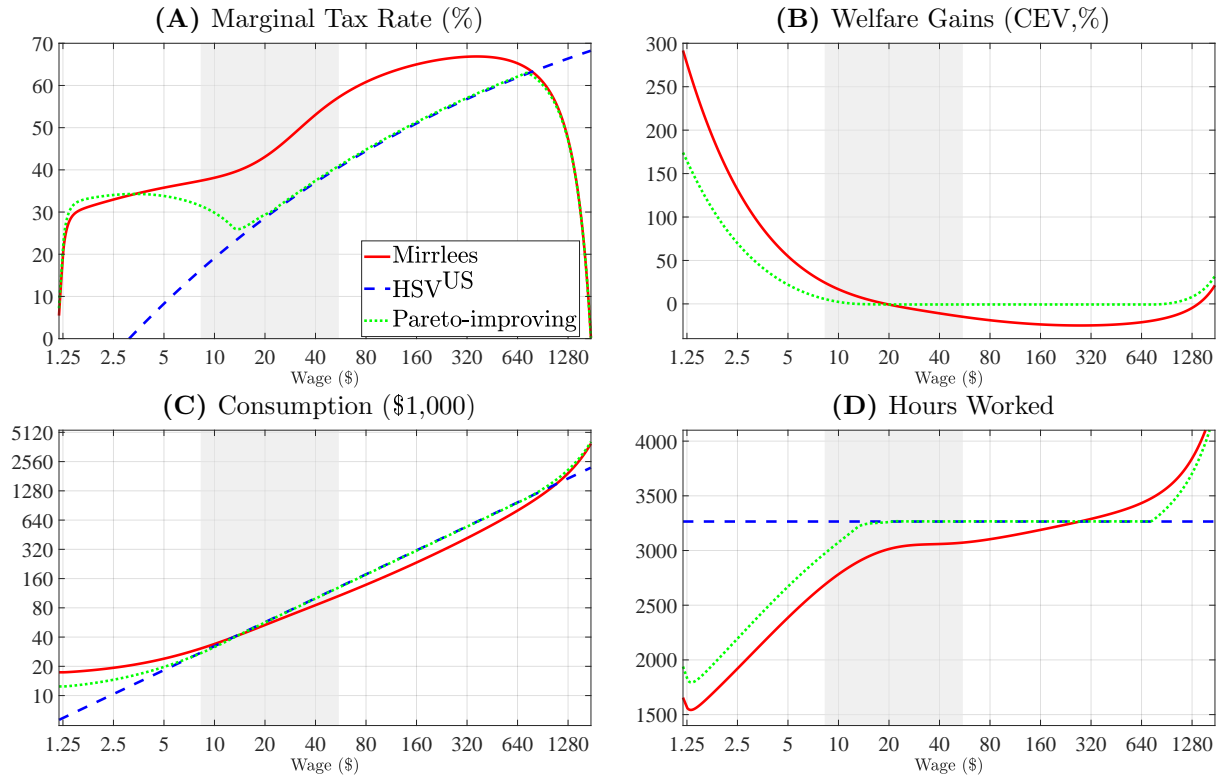 (A) Marginal Tax Rate (%)
70
60
50
40
30
20
10
0
Mirrlees
HSV^US
Pareto-improving
1.25 2.5 5 10 20 40 80 160 320 640 1280
Wage ($)
(B) Welfare Gains (CEV,%)
300
250
200
150
100
50
0
1.25 2.5 5 10 20 40 80 160 320 640 1280
Wage ($)
(C) Consumption ($1,000)
5120
2560
1280
640
320
160
80
40
20
10
1.25 2.5 5 10 20 40 80 160 320 640 1280
Wage ($)
(D) Hours Worked
4000
3500
3000
2500
2000
1500
1.25 2.5 5 10 20 40 80 160 320 640 1280
Wage ($)